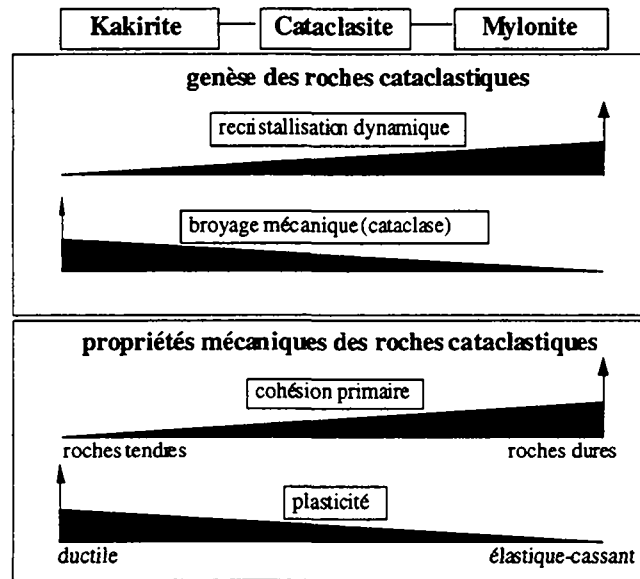 Kakirite Cataclasite Mylonite
genèse des roches cataclastiques
recristallisation dynamique
broyage mécanique (cataclase)
propriétés mécaniques des roches cataclastiques
cohésion primaire
roches tendres roches dures
plasticité
ductile élastique-cassant